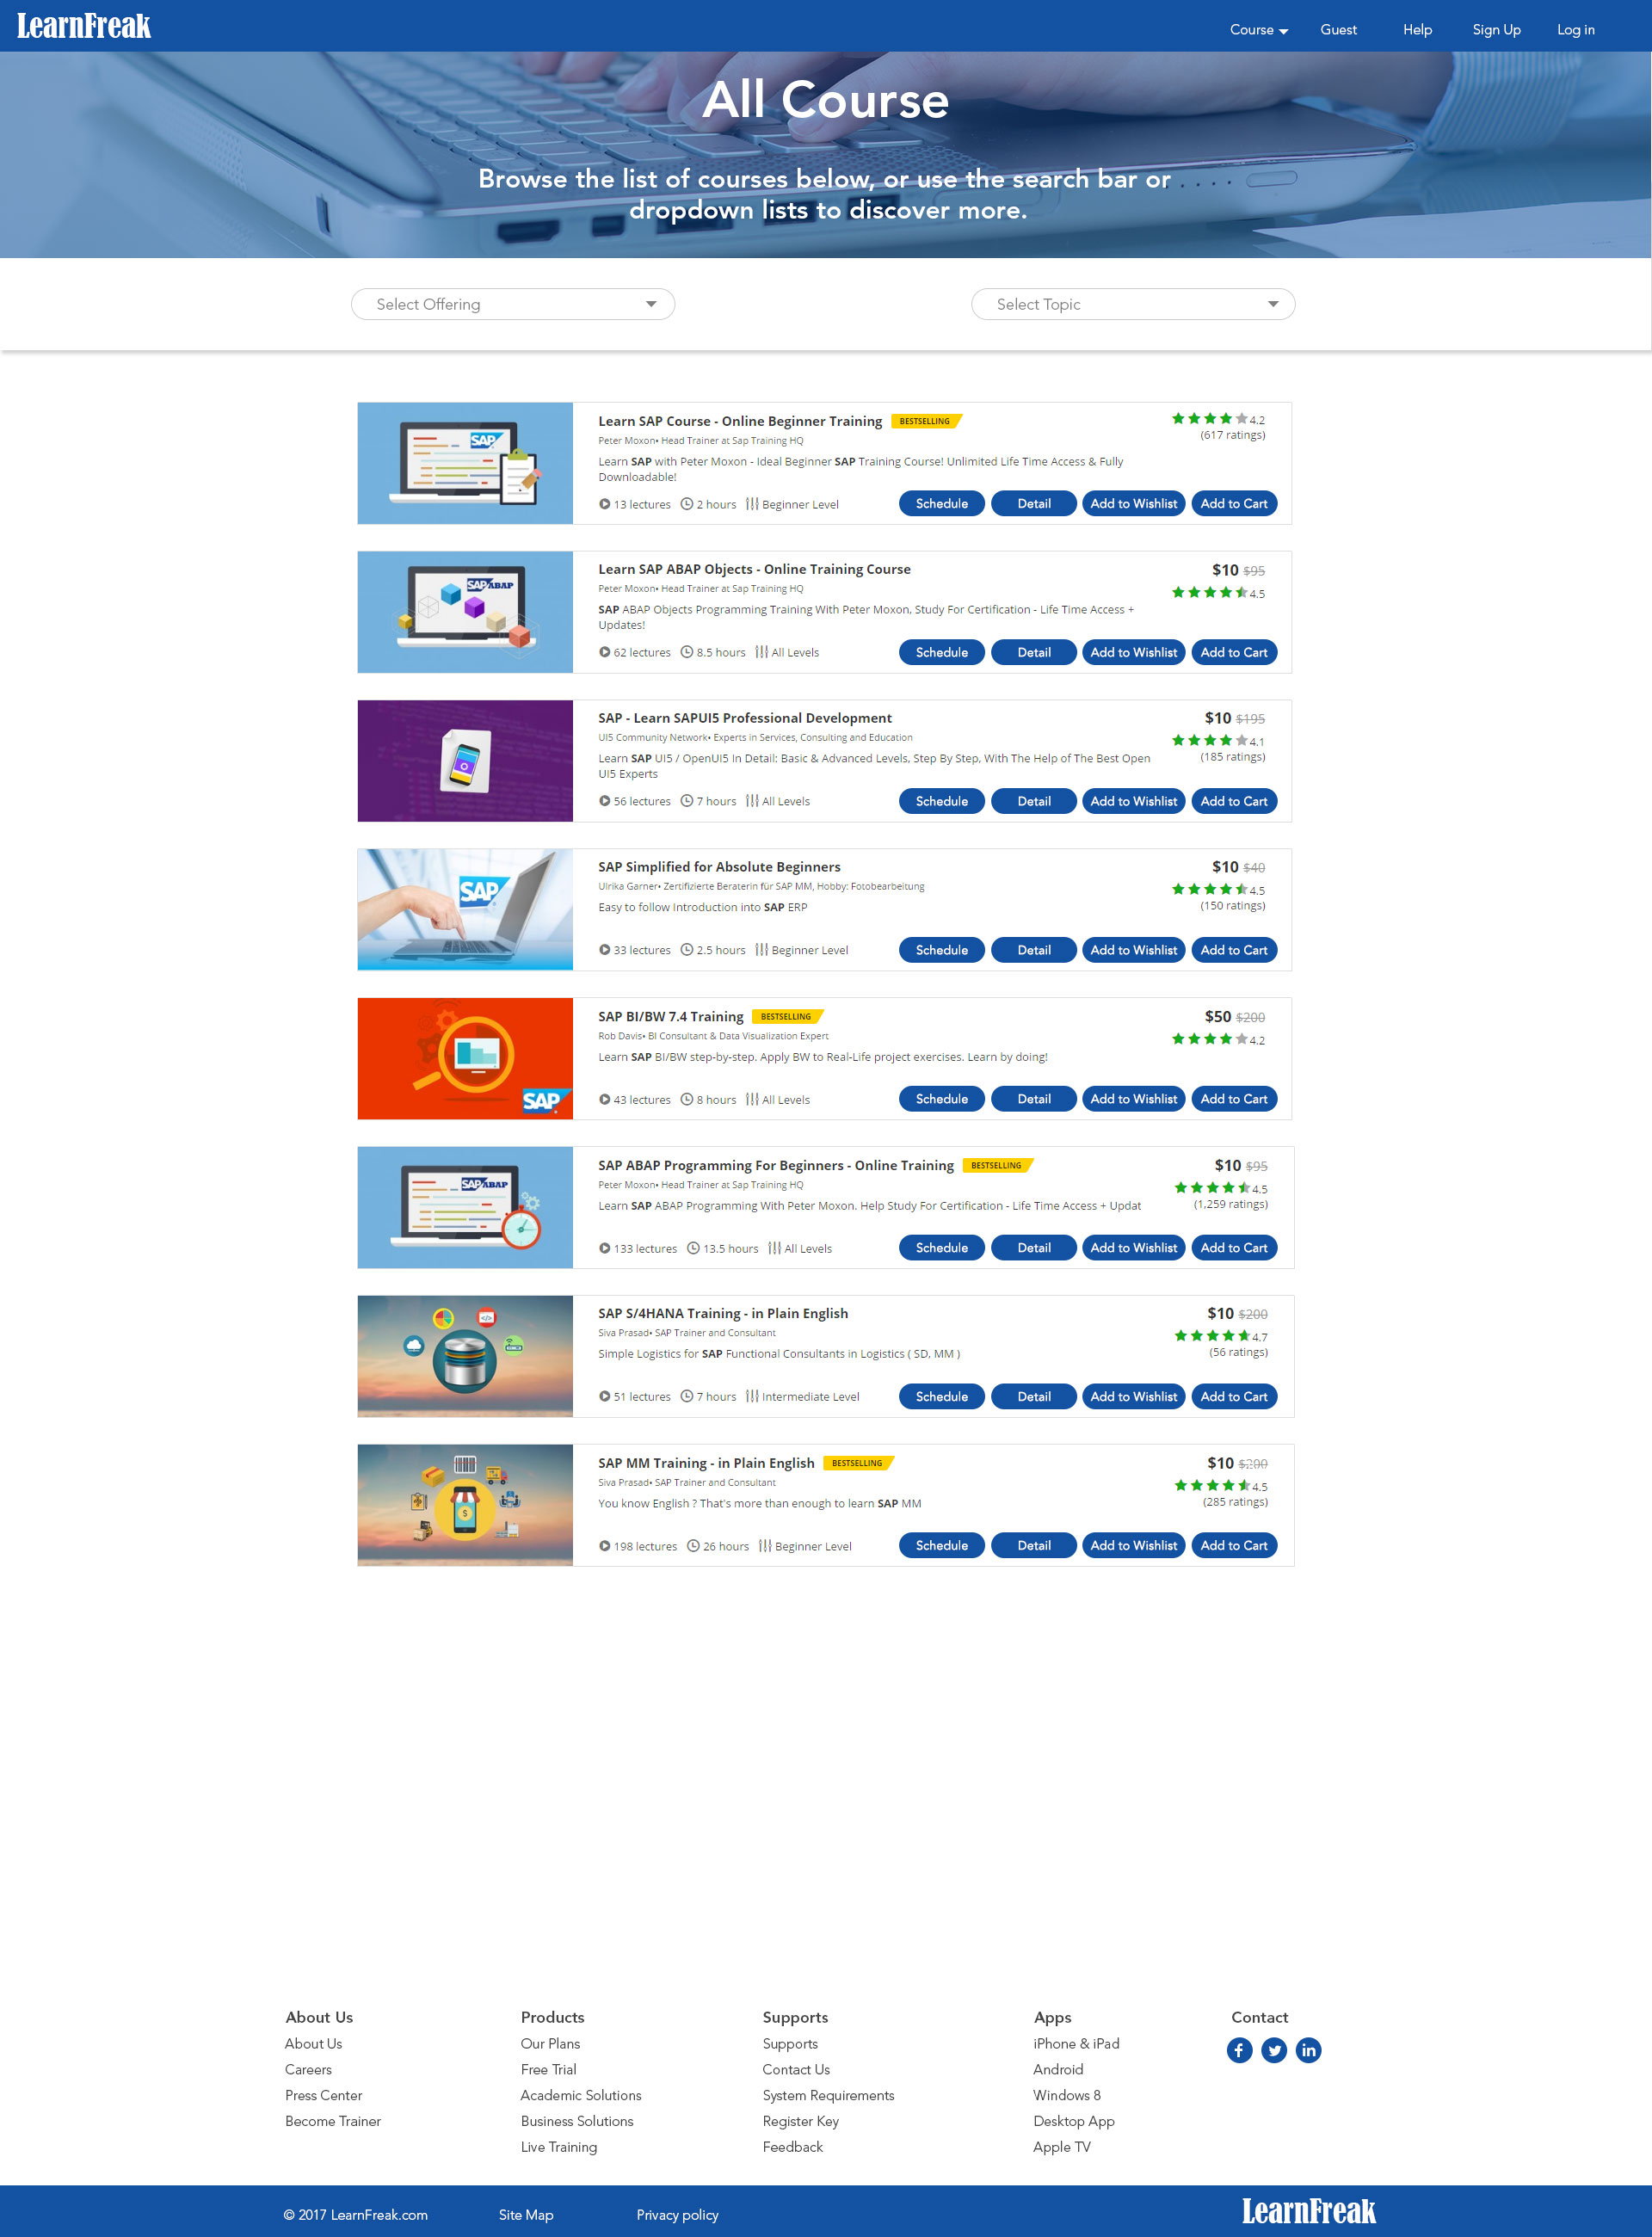 LearnFreak
Course
Guest
Help
Sign Up
Log in
All Course
Browse the list of courses below, or use the search bar or
dropdown lists to discover more.
Select Offering
Select Topic
SAP
Learn SAP Course - Online Beginner Training
BESTSELLING
4.2
(617 ratings)
Peter Moxon• Head Trainer at Sap Training HQ
Learn SAP with Peter Moxon - Ideal Beginner SAP Training Course! Unlimited Life Time Access & Fully
Downloadable!
13 lectures
2 hours
Beginner Level
Schedule
Detail
Add to Wishlist
Add to Cart
SAP ABAP
Learn SAP ABAP Objects - Online Training Course
$10 $95
4.5
Peter Moxon• Head Trainer at Sap Training HQ
SAP ABAP Objects Programming Training With Peter Moxon, Study For Certification - Life Time Access +
Updates!
62 lectures
8.5 hours
All Levels
Schedule
Detail
Add to Wishlist
Add to Cart
SAP - Learn SAPUI5 Professional Development
$10 $195
4.1
(185 ratings)
UI5 Community Network• Experts in Services, Consulting and Education
Learn SAP UI5 / OpenUI5 In Detail: Basic & Advanced Levels, Step By Step, With The Help of The Best Open
UI5 Experts
56 lectures
7 hours
All Levels
Schedule
Detail
Add to Wishlist
Add to Cart
SAP
SAP Simplified for Absolute Beginners
$10 $40
4.5
(150 ratings)
Ulrika Garner• Zertifizierte Beraterin für SAP MM, Hobby: Fotobearbeitung
Easy to follow Introduction into SAP ERP
33 lectures
2.5 hours
Beginner Level
Schedule
Detail
Add to Wishlist
Add to Cart
SAP
SAP BI/BW 7.4 Training
BESTSELLING
$50 $200
4.2
Rob Davis• BI Consultant & Data Visualization Expert
Learn SAP BI/BW step-by-step. Apply BW to Real-Life project exercises. Learn by doing!
43 lectures
8 hours
All Levels
Schedule
Detail
Add to Wishlist
Add to Cart
SAP ABAP
SAP ABAP Programming For Beginners - Online Training
BESTSELLING
$10 $95
4.5
(1,259 ratings)
Peter Moxon• Head Trainer at Sap Training HQ
Learn SAP ABAP Programming With Peter Moxon. Help Study For Certification - Life Time Access + Updat
133 lectures
13.5 hours
All Levels
Schedule
Detail
Add to Wishlist
Add to Cart
SAP S/4HANA Training - in Plain English
$10 $200
4.7
(56 ratings)
Siva Prasad• SAP Trainer and Consultant
Simple Logistics for SAP Functional Consultants in Logistics ( SD, MM )
51 lectures
7 hours
Intermediate Level
Schedule
Detail
Add to Wishlist
Add to Cart
$
SAP MM Training - in Plain English
BESTSELLING
$10 $200
4.5
(285 ratings)
Siva Prasad• SAP Trainer and Consultant
You know English ? That's more than enough to learn SAP MM
198 lectures
26 hours
Beginner Level
Schedule
Detail
Add to Wishlist
Add to Cart
About Us
About Us
Careers
Press Center
Become Trainer
Products
Our Plans
Free Trial
Academic Solutions
Business Solutions
Live Training
Supports
Supports
Contact Us
System Requirements
Register Key
Feedback
Apps
iPhone & iPad
Android
Windows 8
Desktop App
Apple TV
Contact
© 2017 LearnFreak.com
Site Map
Privacy policy
LearnFreak